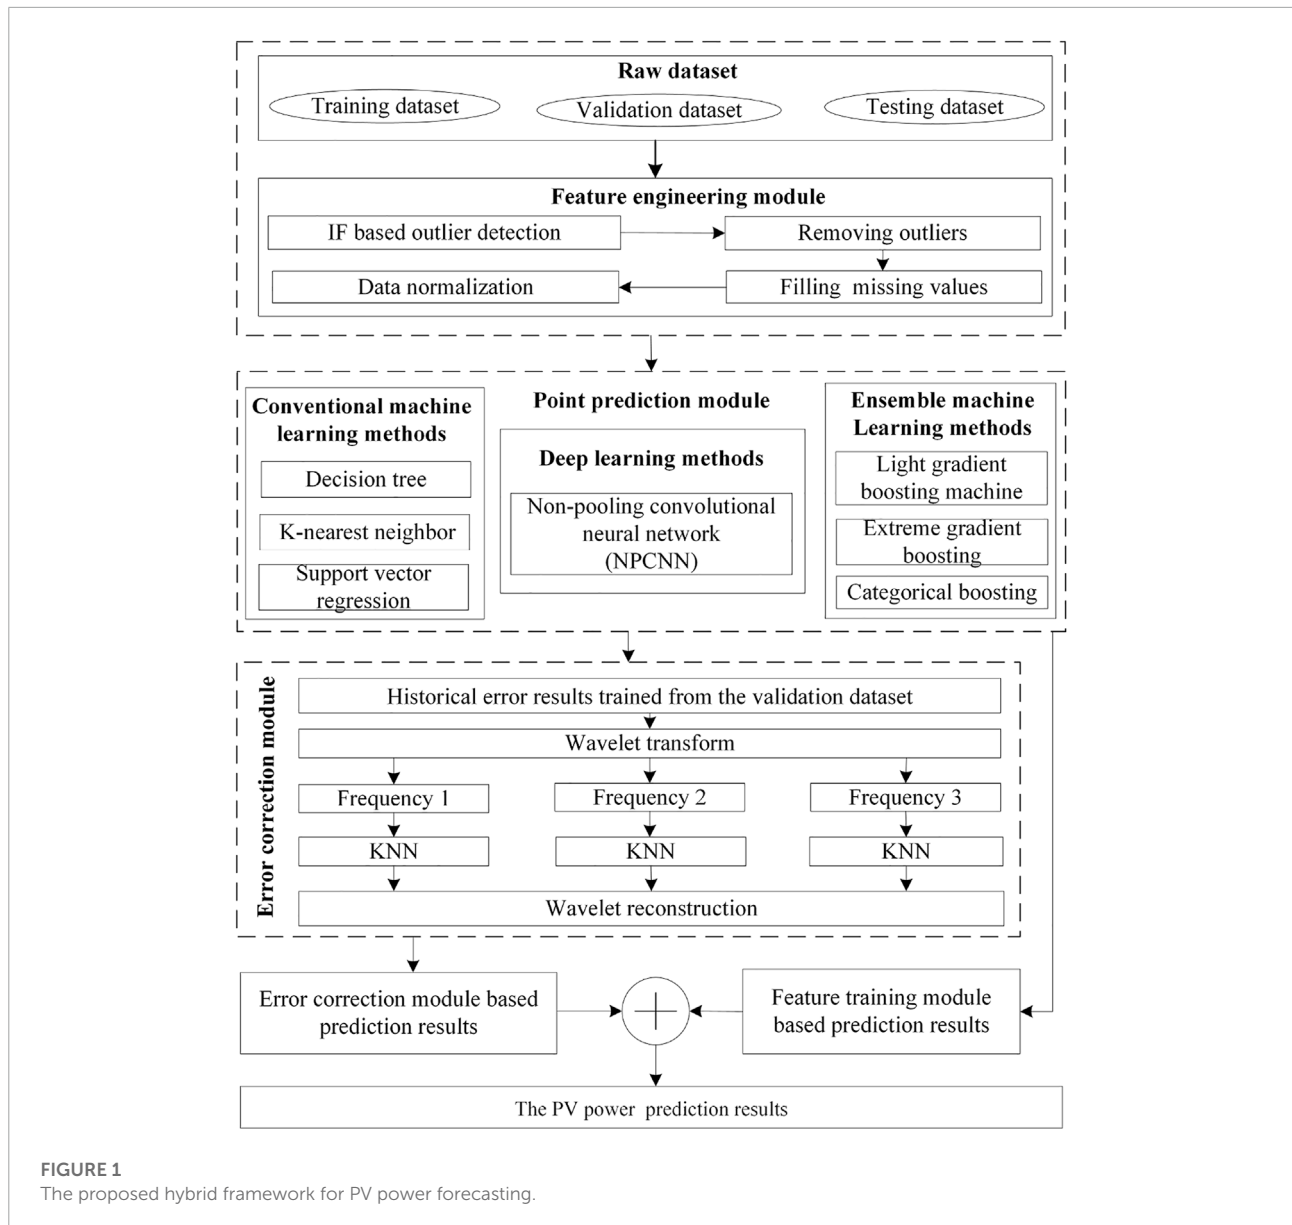 Raw dataset
Training dataset
Validation dataset
Testing dataset
Feature engineering module
IF based outlier detection
Removing outliers
Data normalization
Filling missing values
Conventional machine
learning methods
Decision tree
K-nearest neighbor
Support vector
regression
Point prediction module
Deep learning methods
Non-pooling convolutional
neural network
(NPCNN)
Ensemble machine
Learning methods
Light gradient
boosting machine
Extreme gradient
boosting
Categorical boosting
Error correction module
Historical error results trained from the validation dataset
Wavelet transform
Frequency 1
Frequency 2
Frequency 3
KNN
KNN
KNN
Wavelet reconstruction
Error correction module based
prediction results
Feature training module
based prediction results
The PV power prediction results
FIGURE 1
The proposed hybrid framework for PV power forecasting.